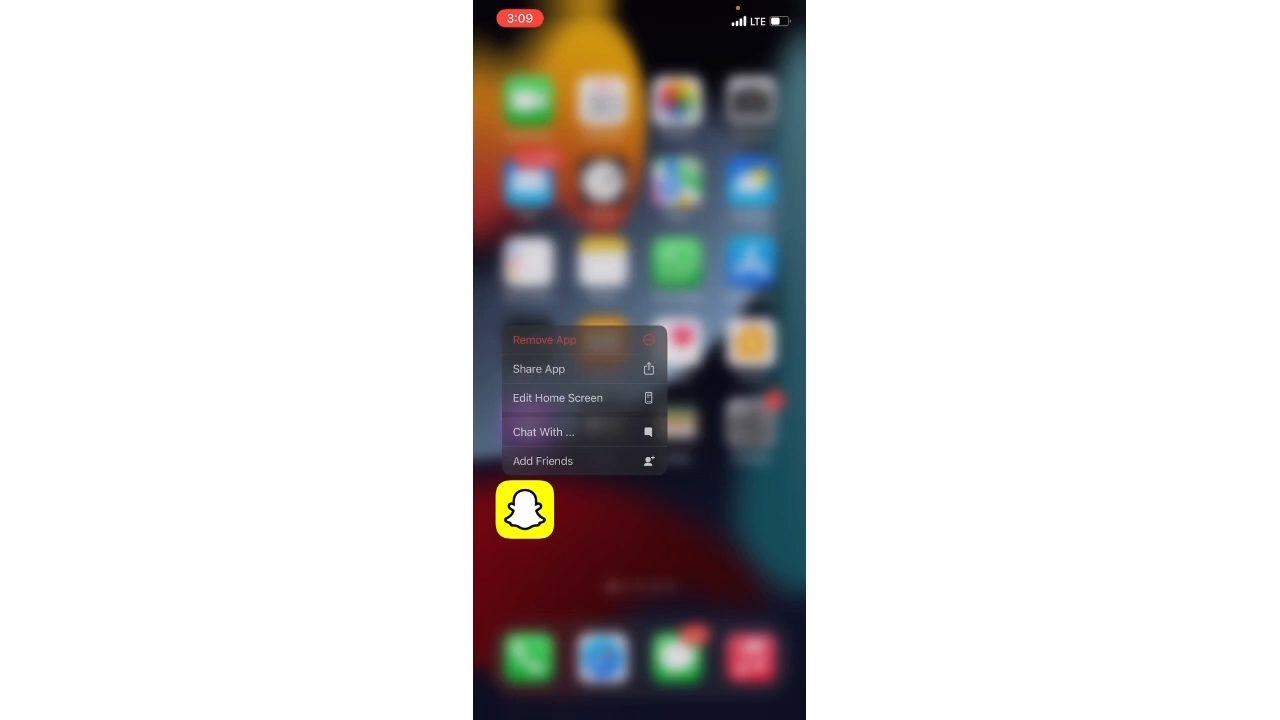 3:09
LTE
Remove App
Share App
Edit Home Screen
Chat With ...
Add Friends